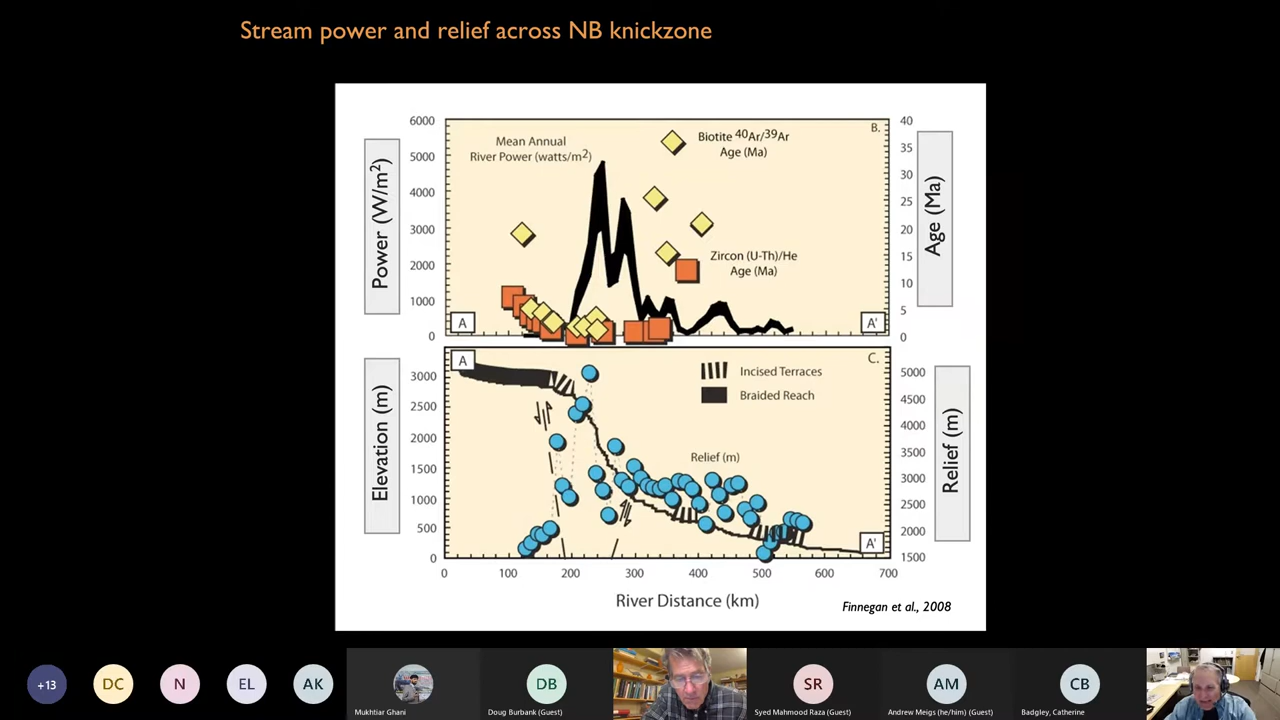 Stream power and relief across NB knickzone
Power (W/m²)
6000
5000
4000
3000
2000
1000
0
Mean Annual
River Power (watts/m²)
Biotite ⁴⁰Ar/³⁹Ar
Age (Ma)
Zircon (U-Th)/He
Age (Ma)
B.
A
A'
40
35
30
25
20
15
10
5
0
Age (Ma)
Elevation (m)
3000
2500
2000
1500
1000
500
0
A
C.
Incised Terraces
Braided Reach
Relief (m)
A'
5000
4500
4000
3500
3000
2500
2000
1500
Relief (m)
0 100 200 300 400 500 600 700
River Distance (km)
Finnegan et al., 2008
+13 DC N EL AK DB SR AM CB
Mukhtiar Ghani
Doug Burbank (Guest)
Syed Mahmood Raza (Guest)
Andrew Meigs (he/him) (Guest)
Badgley, Catherine